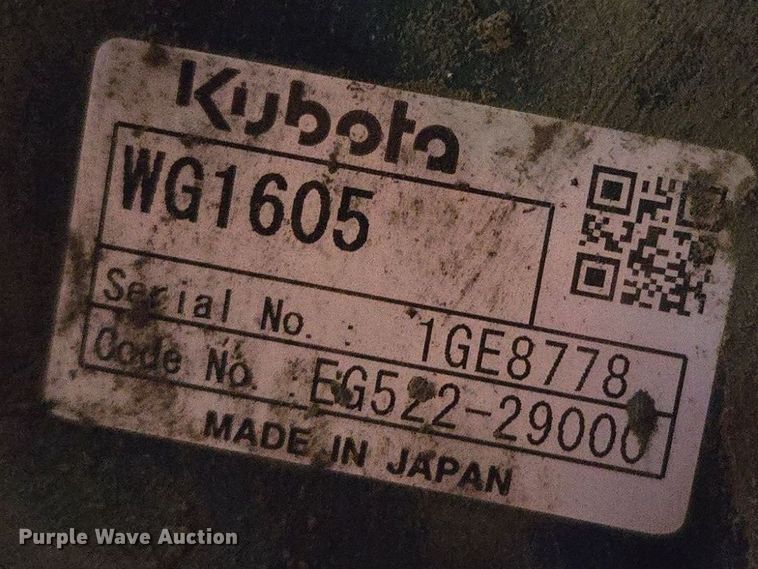 Kubota
WG1605
Serial No. : 1GE8778
Code No. : EG522-29000
MADE IN JAPAN
Purple Wave Auction